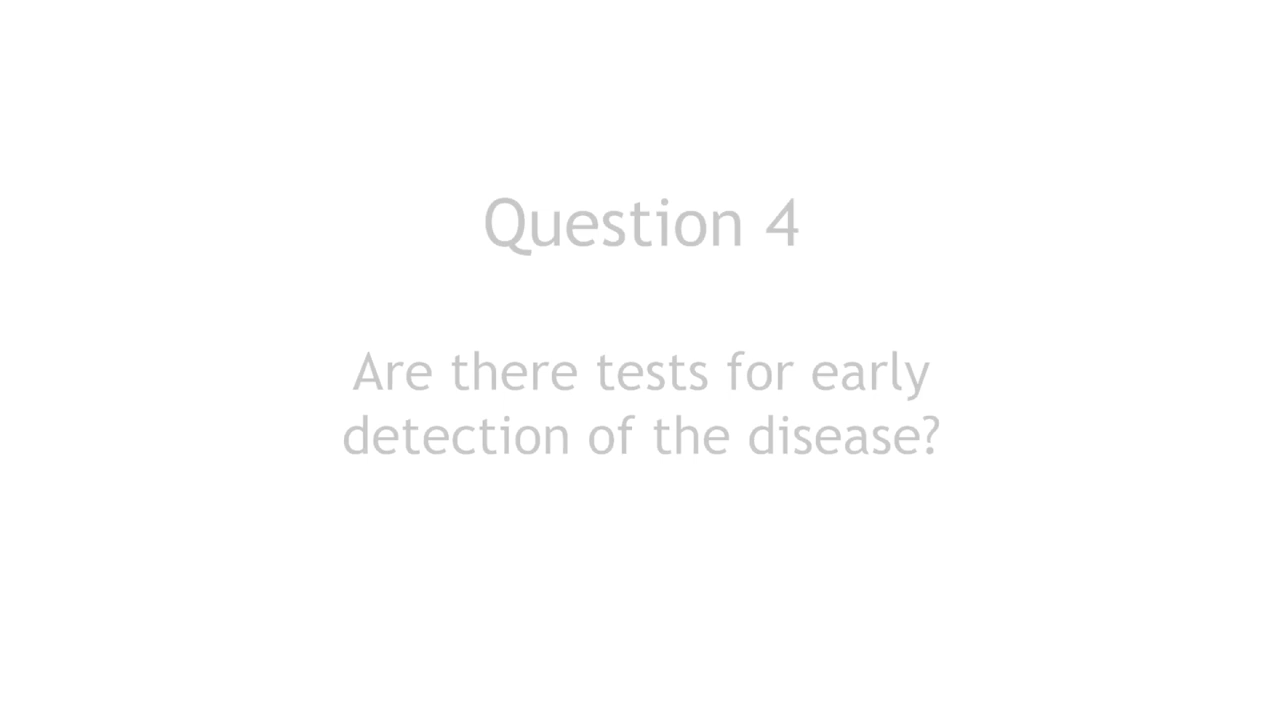 Question 4
Are there tests for early
detection of the disease?